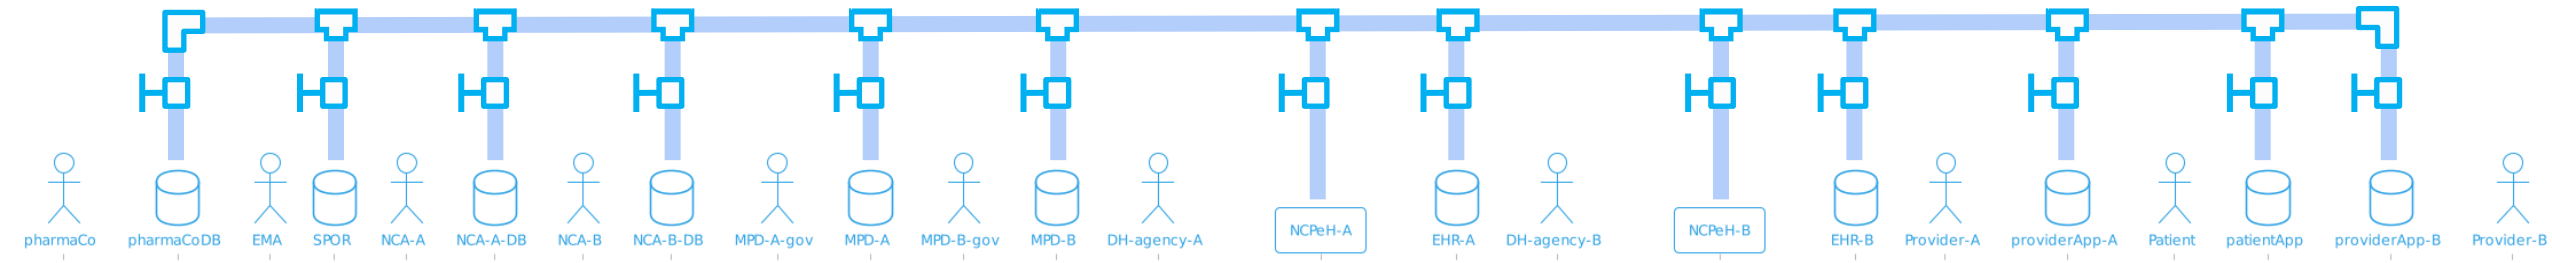 pharmaCo
pharmaCoDB
EMA
SPOR
NCA-A
NCA-A-DB
NCA-B
NCA-B-DB
MPD-A-gov
MPD-A
MPD-B-gov
MPD-B
DH-agency-A
NCPeH-A
EHR-A
DH-agency-B
NCPeH-B
EHR-B
Provider-A
providerApp-A
Patient
patientApp
providerApp-B
Provider-B